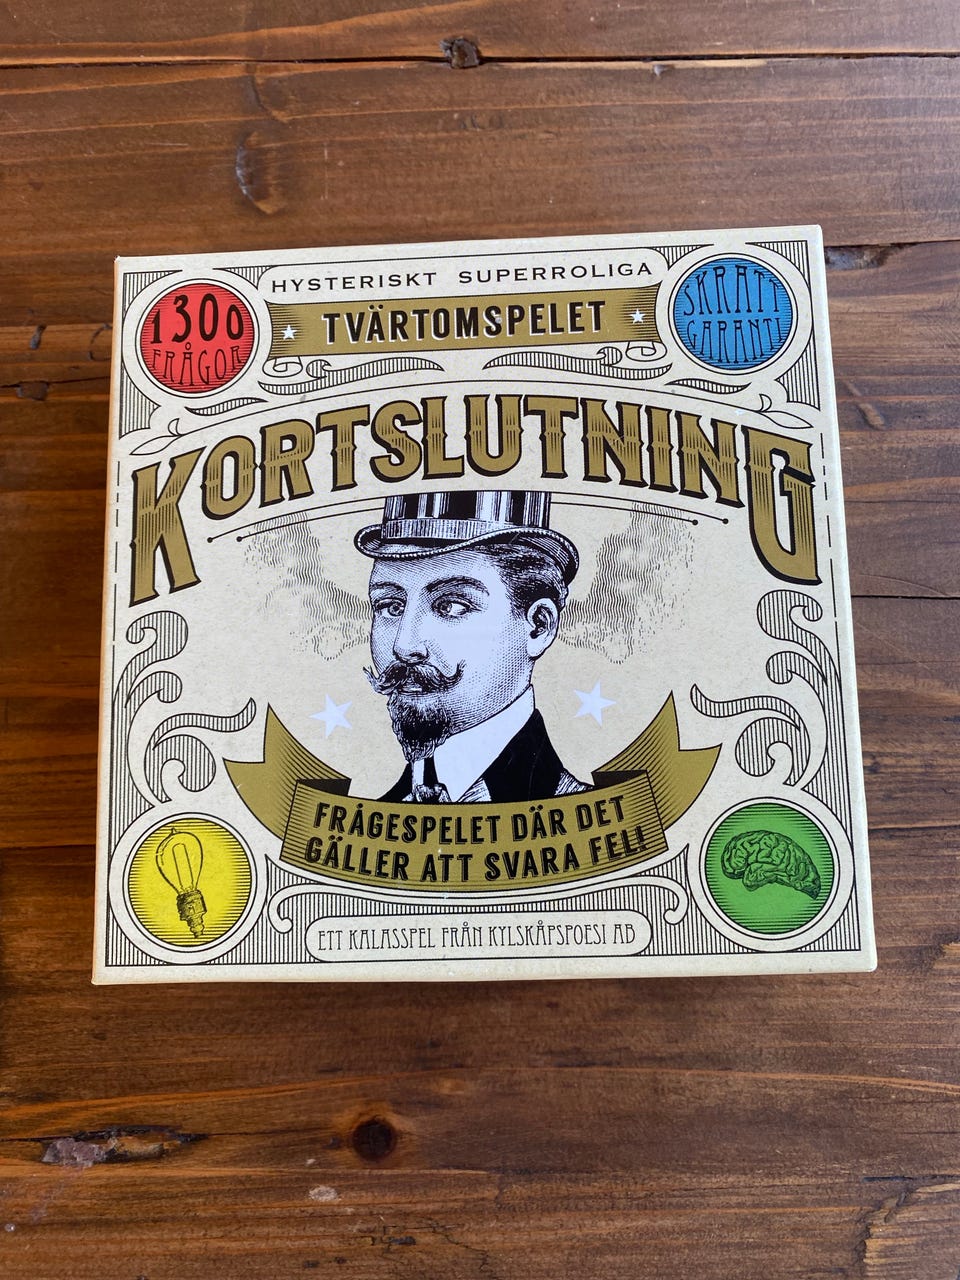 HYSTERISKT SUPERROLIGA
1300
FRÅGOR
TVÄRTOMSPELET
SKRATT
GARANTI
KORTSLUTNING
FRÅGESPELET DÄR DET
GÄLLER ATT SVARA FEL!
ETT KALASSPEL FRÅN KYLSKÅPSPOESI AB